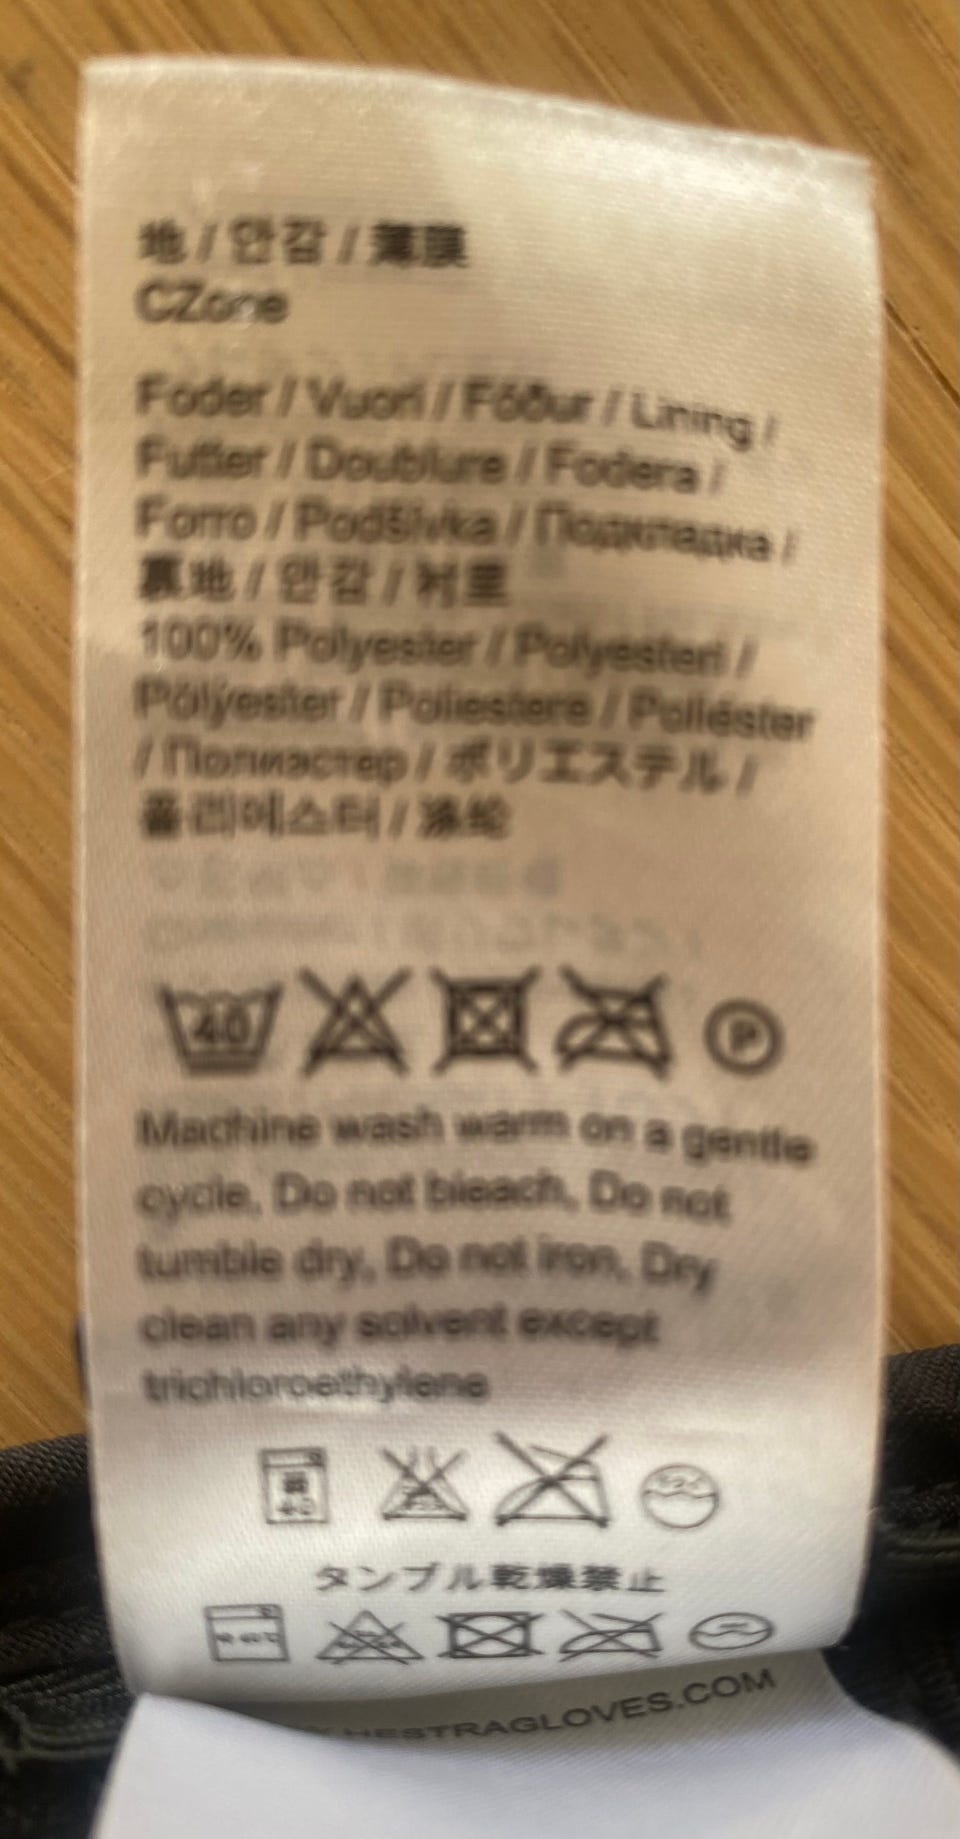 地 / 안감 / 薄膜
CZone
Foder / Vuori / Fóður / Lining /
Futter / Doublure / Fodera /
Forro / Podšívka / Подкладка /
裏地 / 안감 / 衬里
100% Polyester / Polyesteri /
Pólýester / Poliestere / Poliéster
/ Полиэстер / ポリエステル /
폴리에스터 / 涤纶
40 P
Machine wash warm on a gentle
cycle, Do not bleach, Do not
tumble dry, Do not iron, Dry
clean any solvent except
trichloroethylene
弱 40
タンブル乾燥禁止
HESTRAGLOVES.COM